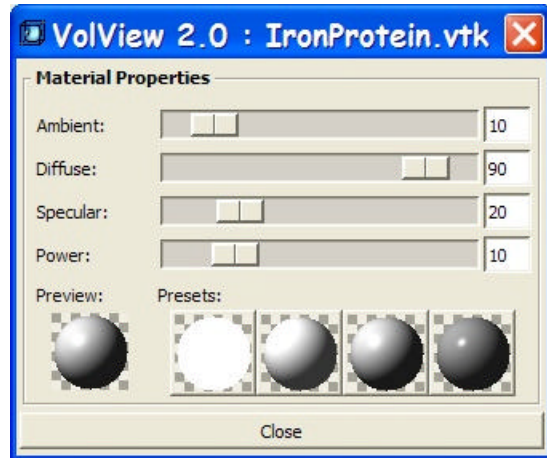 VolView 2.0 : IronProtein.vtk
Material Properties
Ambient: 10
Diffuse: 90
Specular: 20
Power: 10
Preview: Presets:
Close